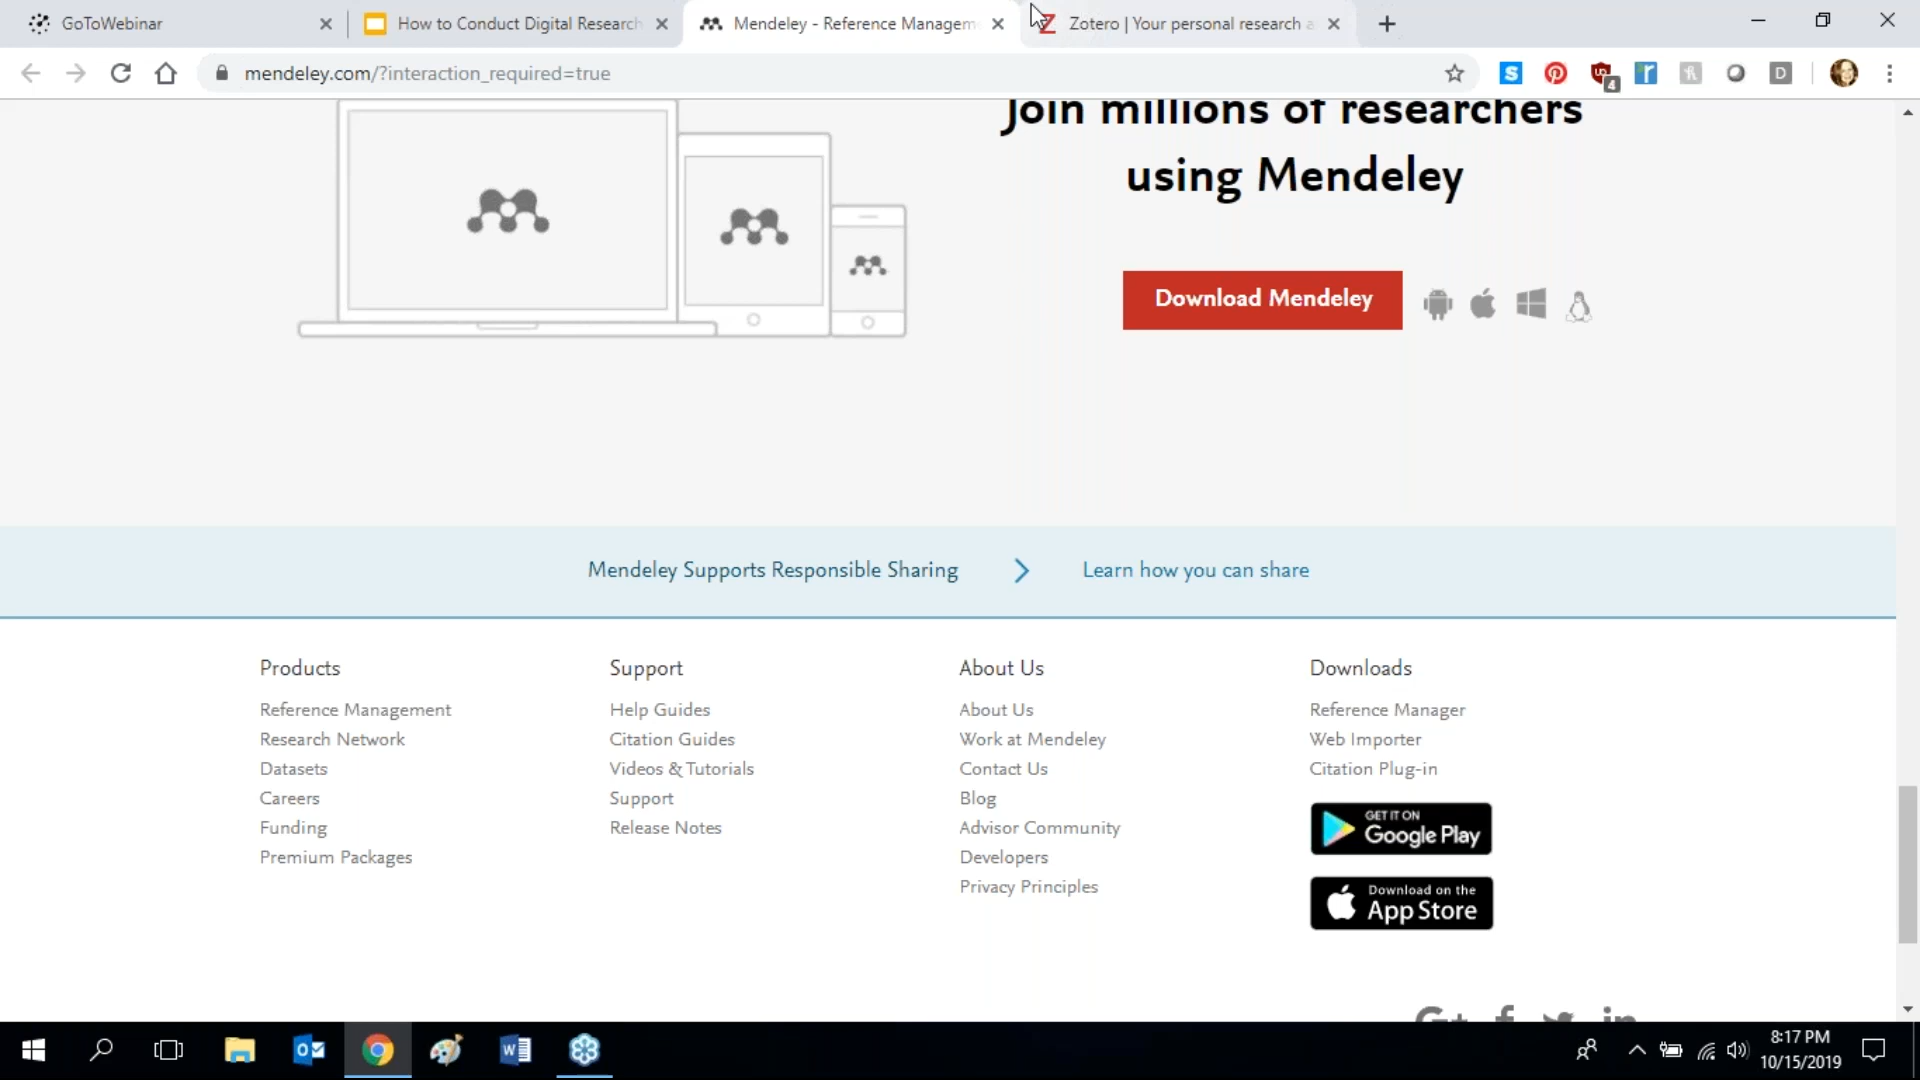 GoToWebinar
How to Conduct Digital Research
Mendeley - Reference Managem
Zotero | Your personal research a
mendeley.com/?interaction_required=true
4
Join millions of researchers
using Mendeley
Download Mendeley
Mendeley Supports Responsible Sharing
Learn how you can share
Products
Reference Management
Research Network
Datasets
Careers
Funding
Premium Packages
Support
Help Guides
Citation Guides
Videos & Tutorials
Support
Release Notes
About Us
About Us
Work at Mendeley
Contact Us
Blog
Advisor Community
Developers
Privacy Principles
Downloads
Reference Manager
Web Importer
Citation Plug-in
GET IT ON
Google Play
Download on the
App Store
8:17 PM
10/15/2019